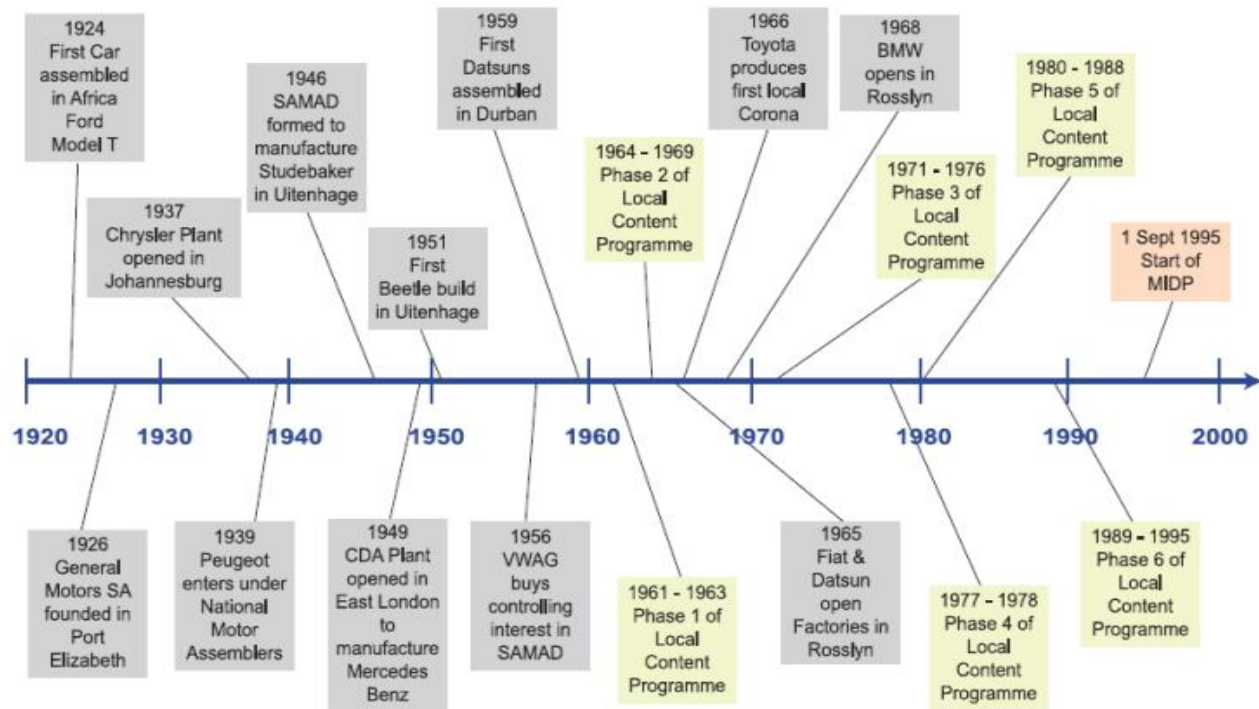 1924
First Car
assembled
in Africa
Ford
Model T
1937
Chrysler Plant
opened in
Johannesburg
1946
SAMAD
formed to
manufacture
Studebaker
in Uitenhage
1951
First
Beetle build
in Uitenhage
1959
First
Datsuns
assembled
in Durban
1964 - 1969
Phase 2 of
Local
Content
Programme
1966
Toyota
produces
first local
Corona
1968
BMW
opens in
Rosslyn
1971 - 1976
Phase 3 of
Local
Content
Programme
1980 - 1988
Phase 5 of
Local
Content
Programme
1 Sept 1995
Start of
MIDP
1920 1930 1940 1950 1960 1970 1980 1990 2000
1926
General
Motors SA
founded in
Port
Elizabeth
1939
Peugeot
enters under
National
Motor
Assemblers
1949
CDA Plant
opened in
East London
to
manufacture
Mercedes
Benz
1956
VWAG
buys
controlling
interest in
SAMAD
1961 - 1963
Phase 1 of
Local
Content
Programme
1965
Fiat &
Datsun
open
Factories in
Rosslyn
1977 - 1978
Phase 4 of
Local
Content
Programme
1989 - 1995
Phase 6 of
Local
Content
Programme